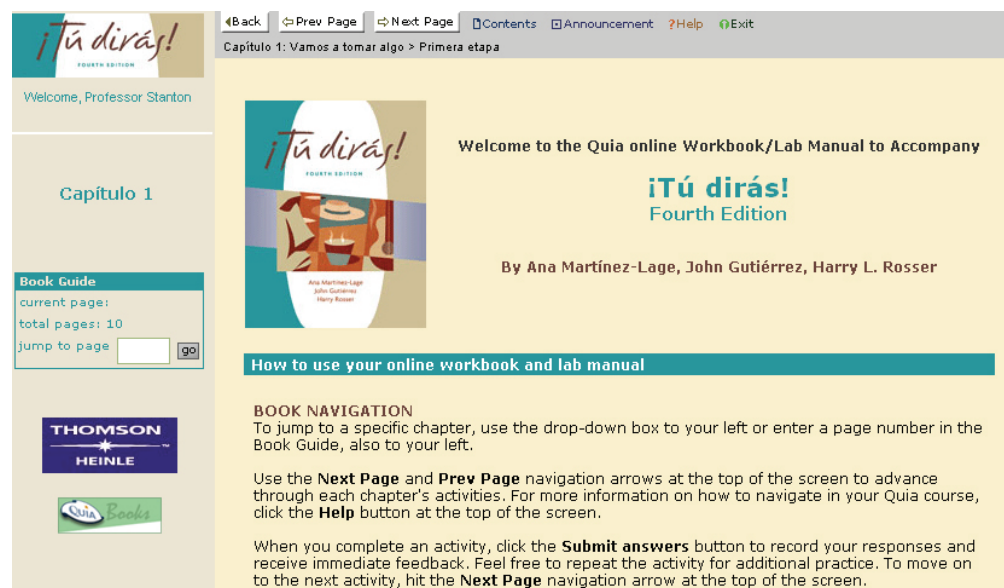 ¡Tú dirás!
FOURTH EDITION
Welcome, Professor Stanton
Capítulo 1
Book Guide
current page:
total pages: 10
jump to page go
THOMSON
™
HEINLE
Quia Books
Back Prev Page Next Page Contents Announcement ?Help Exit
Capítulo 1: Vamos a tomar algo > Primera etapa
¡Tú dirás!
FOURTH EDITION
Ana Martínez-Lage
John Gutiérrez
Harry Rosser
Welcome to the Quia online Workbook/Lab Manual to Accompany
¡Tú dirás!
Fourth Edition
By Ana Martínez-Lage, John Gutiérrez, Harry L. Rosser
How to use your online workbook and lab manual
BOOK NAVIGATION
To jump to a specific chapter, use the drop-down box to your left or enter a page number in the
Book Guide, also to your left.
Use the Next Page and Prev Page navigation arrows at the top of the screen to advance
through each chapter's activities. For more information on how to navigate in your Quia course,
click the Help button at the top of the screen.
When you complete an activity, click the Submit answers button to record your responses and
receive immediate feedback. Feel free to repeat the activity for additional practice. To move on
to the next activity, hit the Next Page navigation arrow at the top of the screen.